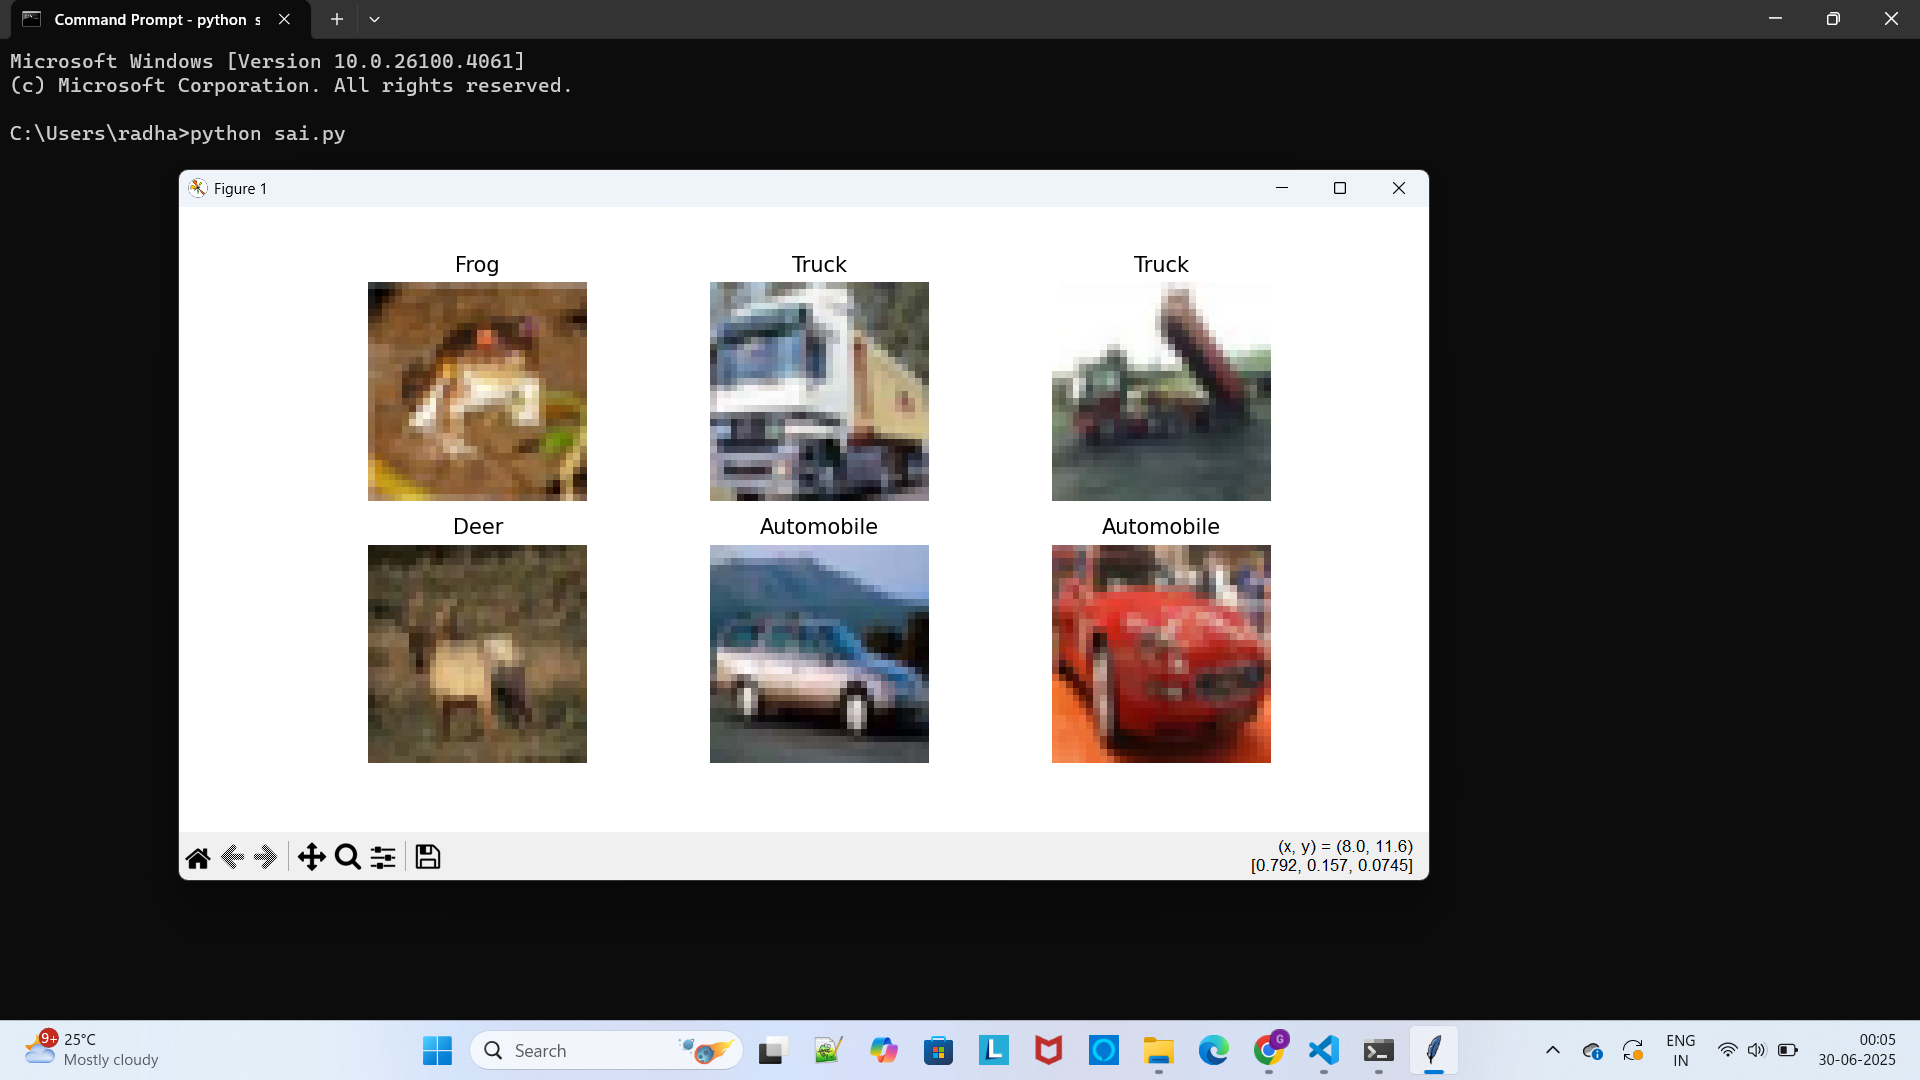 Command Prompt - python s
Microsoft Windows [Version 10.0.26100.4061]
(c) Microsoft Corporation. All rights reserved.
C:\Users\radha>python sai.py
Figure 1
Frog
Truck
Truck
Deer
Automobile
Automobile
(x, y) = (8.0, 11.6)
[0.792, 0.157, 0.0745]
9+
25°C
Mostly cloudy
Search
L
G
ENG
IN
00:05
30-06-2025